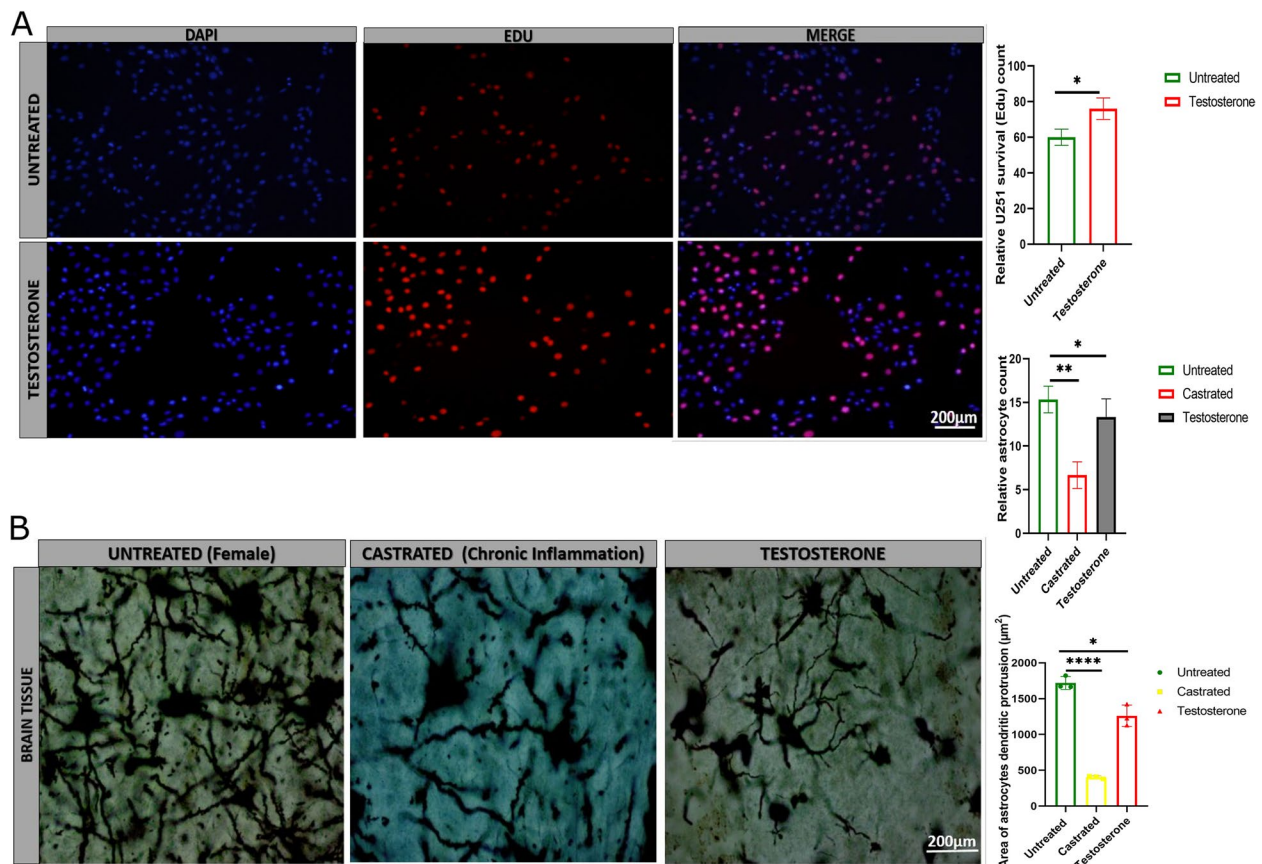 A
DAPI
EDU
MERGE
UNTREATED
TESTOSTERONE
200µm
Relative U251 survival (Edu) count
100
80
60
40
20
0
*
Untreated
Testosterone
Untreated
Testosterone
Relative astrocyte count
20
15
10
5
0
*
**
Untreated
Castrated
Testosterone
Untreated
Castrated
Testosterone
B
UNTREATED (Female)
CASTRATED (Chronic Inflammation)
TESTOSTERONE
BRAIN TISSUE
200µm
Area of astrocytes dendritic protrusion (µm²)
2000
1500
1000
500
0
*
****
Untreated
Castrated
Testosterone
Untreated
Castrated
Testosterone